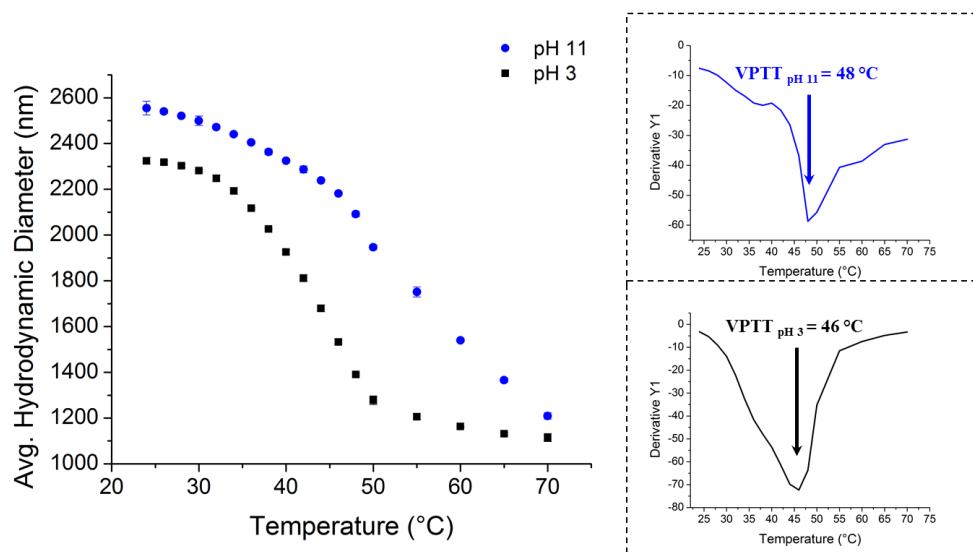 pH 11
pH 3
Avg. Hydrodynamic Diameter (nm)
2600
2400
2200
2000
1800
1600
1400
1200
1000
20 30 40 50 60 70
Temperature (°C)
VPTT pH 11 = 48 °C
Derivative Y1
0
-10
-20
-30
-40
-50
-60
25 30 35 40 45 50 55 60 65 70 75
Temperature (°C)
VPTT pH 3 = 46 °C
Derivative Y1
0
-10
-20
-30
-40
-50
-60
-70
-80
25 30 35 40 45 50 55 60 65 70 75
Temperature (°C)